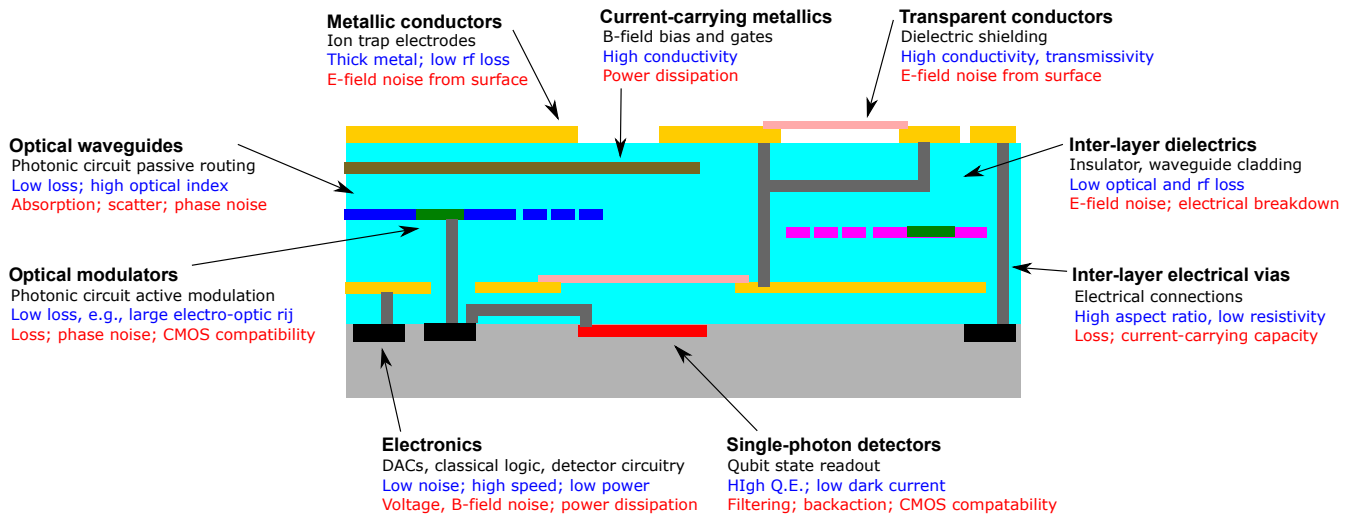 Metallic conductors
Ion trap electrodes
Thick metal; low rf loss
E-field noise from surface
Current-carrying metallics
B-field bias and gates
High conductivity
Power dissipation
Transparent conductors
Dielectric shielding
High conductivity, transmissivity
E-field noise from surface
Optical waveguides
Photonic circuit passive routing
Low loss; high optical index
Absorption; scatter; phase noise
Inter-layer dielectrics
Insulator, waveguide cladding
Low optical and rf loss
E-field noise; electrical breakdown
Optical modulators
Photonic circuit active modulation
Low loss, e.g., large electro-optic rij
Loss; phase noise; CMOS compatibility
Inter-layer electrical vias
Electrical connections
High aspect ratio, low resistivity
Loss; current-carrying capacity
Electronics
DACs, classical logic, detector circuitry
Low noise; high speed; low power
Voltage, B-field noise; power dissipation
Single-photon detectors
Qubit state readout
HIgh Q.E.; low dark current
Filtering; backaction; CMOS compatability